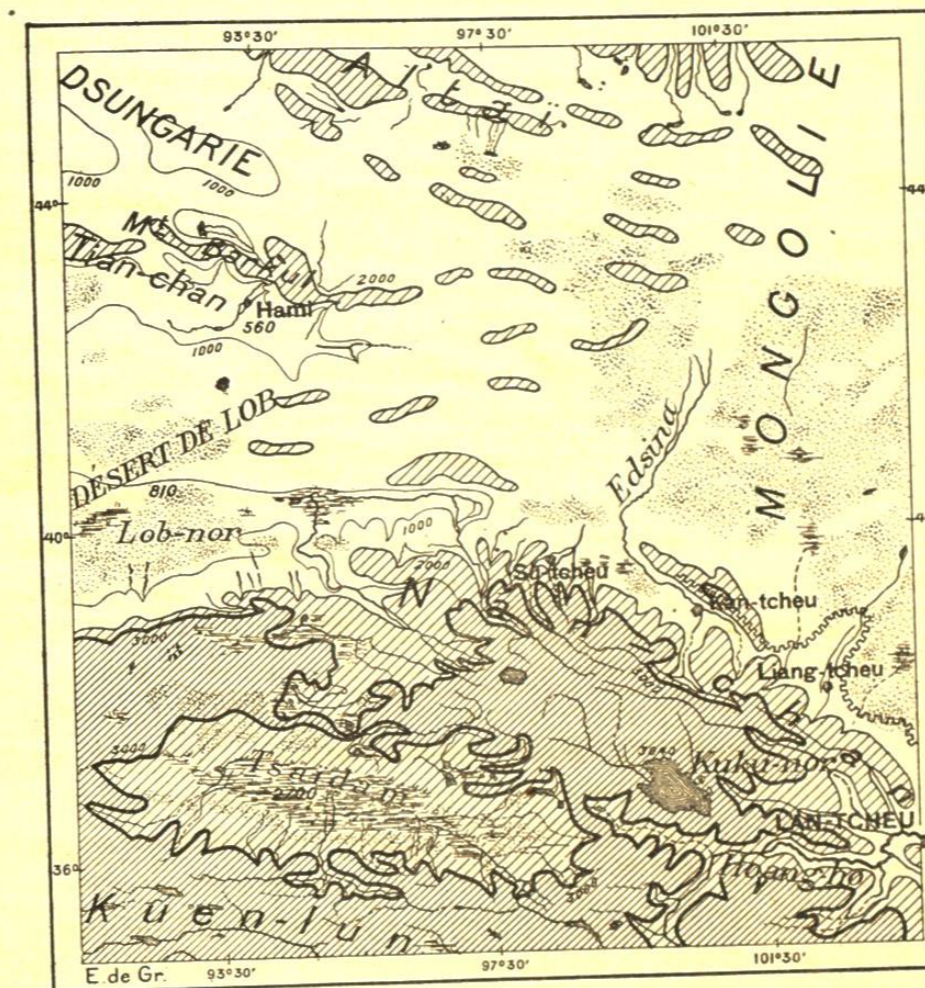 93°30'
97°30'
101°30'
Altaï
DSUNGARIE
MONGOLIE
1000
1000
44°
44°
Mt Barkul
Tian-chan
2000
Hami
560
1000
Edsina
DÉSERT DE LOB
810
Lob-nor
1000
40°
40°
2000
Su-tcheu
Kan-tcheu
Nan-chan
3000
Liang-tcheu
3000
Tsaidam
2700
Kuku-nor
LAN-TCHEU
Hoang-ho
36°
Kuen-lun
E. de Gr.
93°30'
97°30'
101°30'